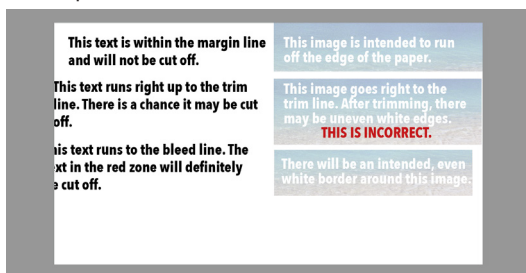 This text is within the margin line
and will not be cut off.
This text runs right up to the trim
line. There is a chance it may be cut
off.
his text runs to the bleed line. The
ext in the red zone will definitely
e cut off.
This image is intended to run
off the edge of the paper.
This image goes right to the
trim line. After trimming, there
may be uneven white edges.
THIS IS INCORRECT.
There will be an intended, even
white border around this image.